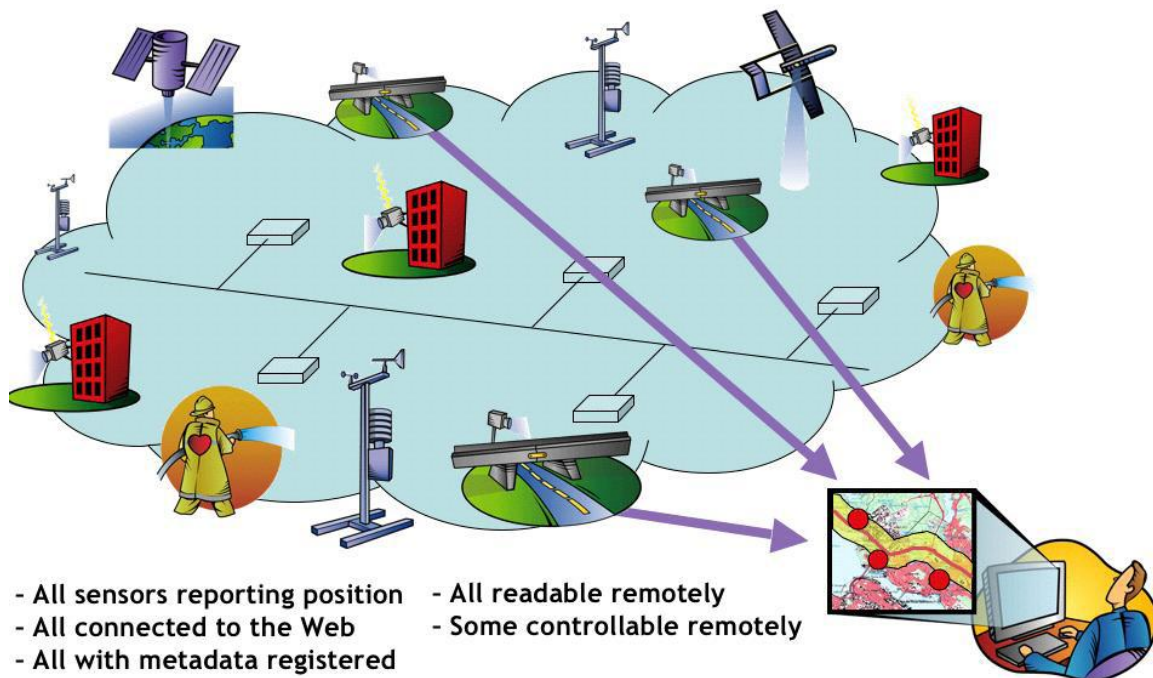 - All sensors reporting position
- All connected to the Web
- All with metadata registered
- All readable remotely
- Some controllable remotely